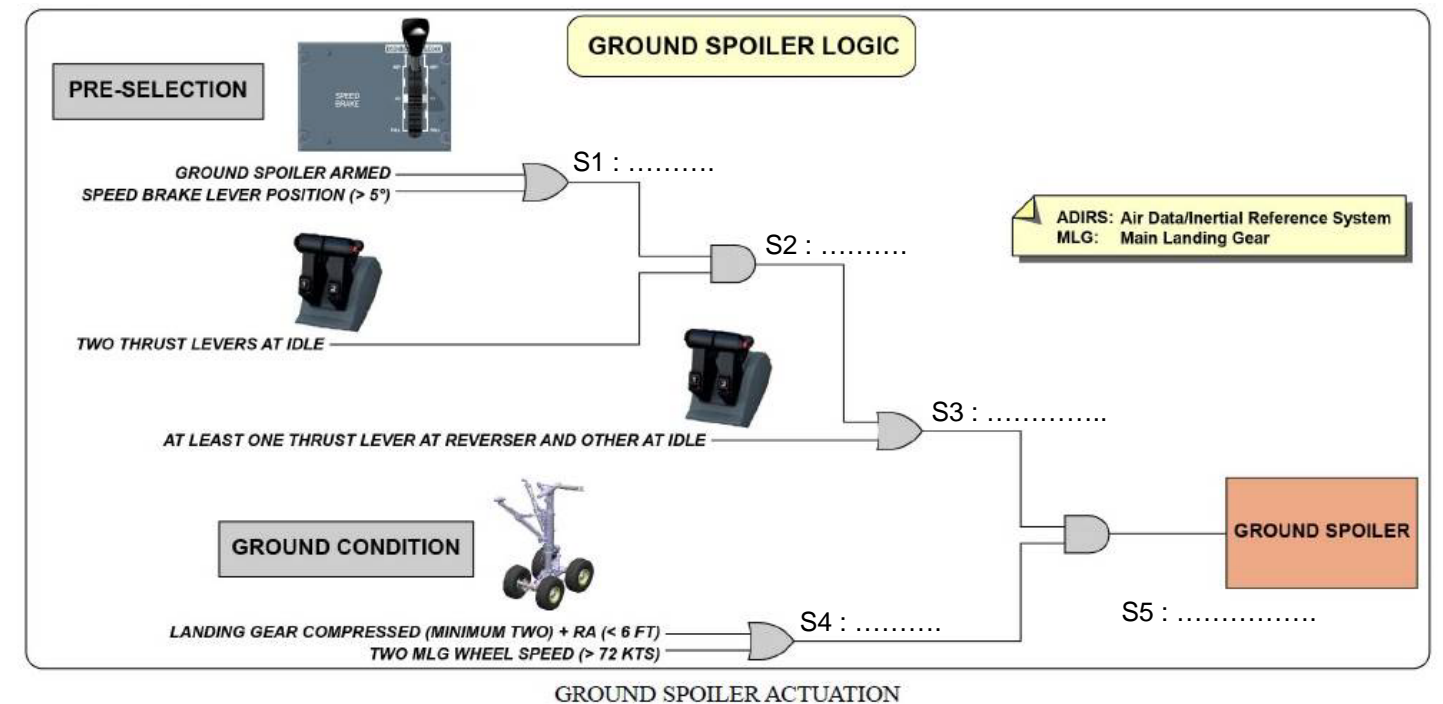 GROUND SPOILER LOGIC
PRE-SELECTION
SPEED
BRAKE
GROUND SPOILER ARMED
SPEED BRAKE LEVER POSITION (> 5°)
S1 : ……….
ADIRS: Air Data/Inertial Reference System
MLG: Main Landing Gear
S2 : ……….
1 2
TWO THRUST LEVERS AT IDLE
S3 : …………..
AT LEAST ONE THRUST LEVER AT REVERSER AND OTHER AT IDLE
GROUND CONDITION
GROUND SPOILER
LANDING GEAR COMPRESSED (MINIMUM TWO) + RA (< 6 FT)
TWO MLG WHEEL SPEED (> 72 KTS)
S4 : ……….
S5 : …………….
GROUND SPOILER ACTUATION